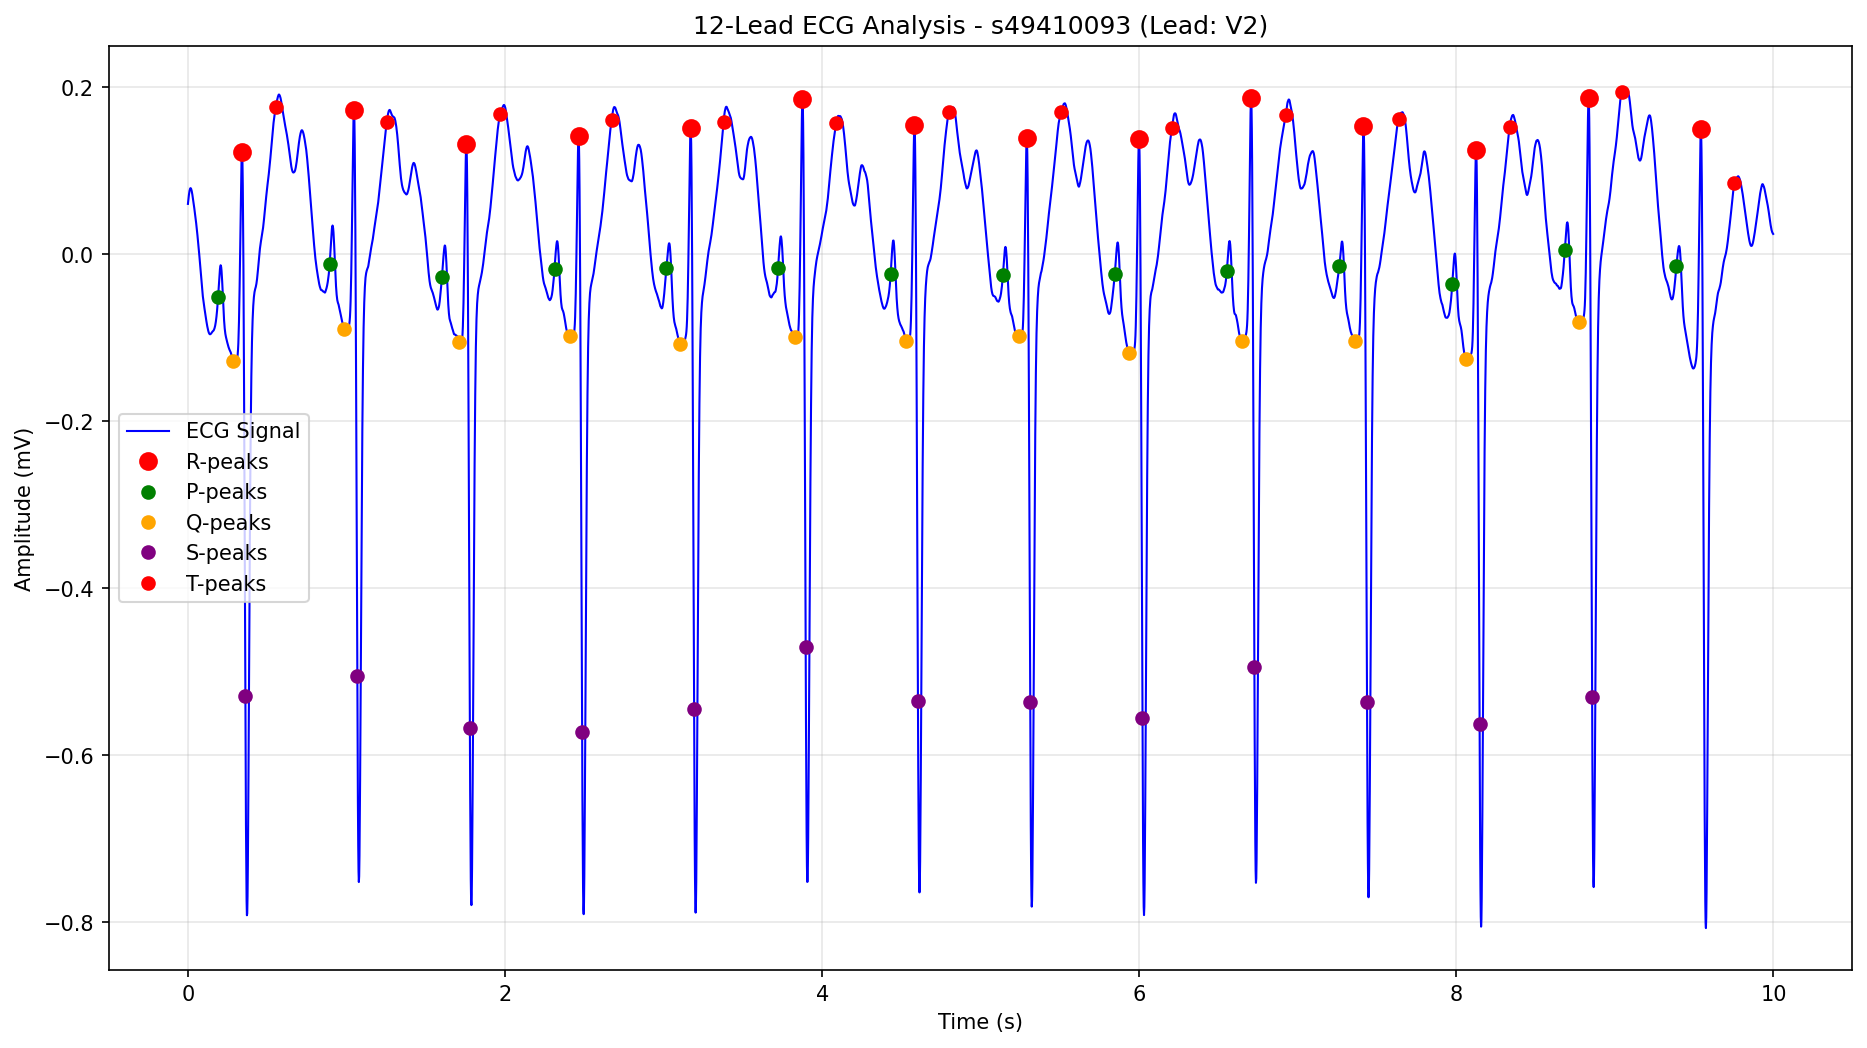 12-Lead ECG Analysis - s49410093 (Lead: V2)
Amplitude (mV)
0.2
0.0
−0.2
−0.4
−0.6
−0.8
ECG Signal
R-peaks
P-peaks
Q-peaks
S-peaks
T-peaks
0 2 4 6 8 10
Time (s)